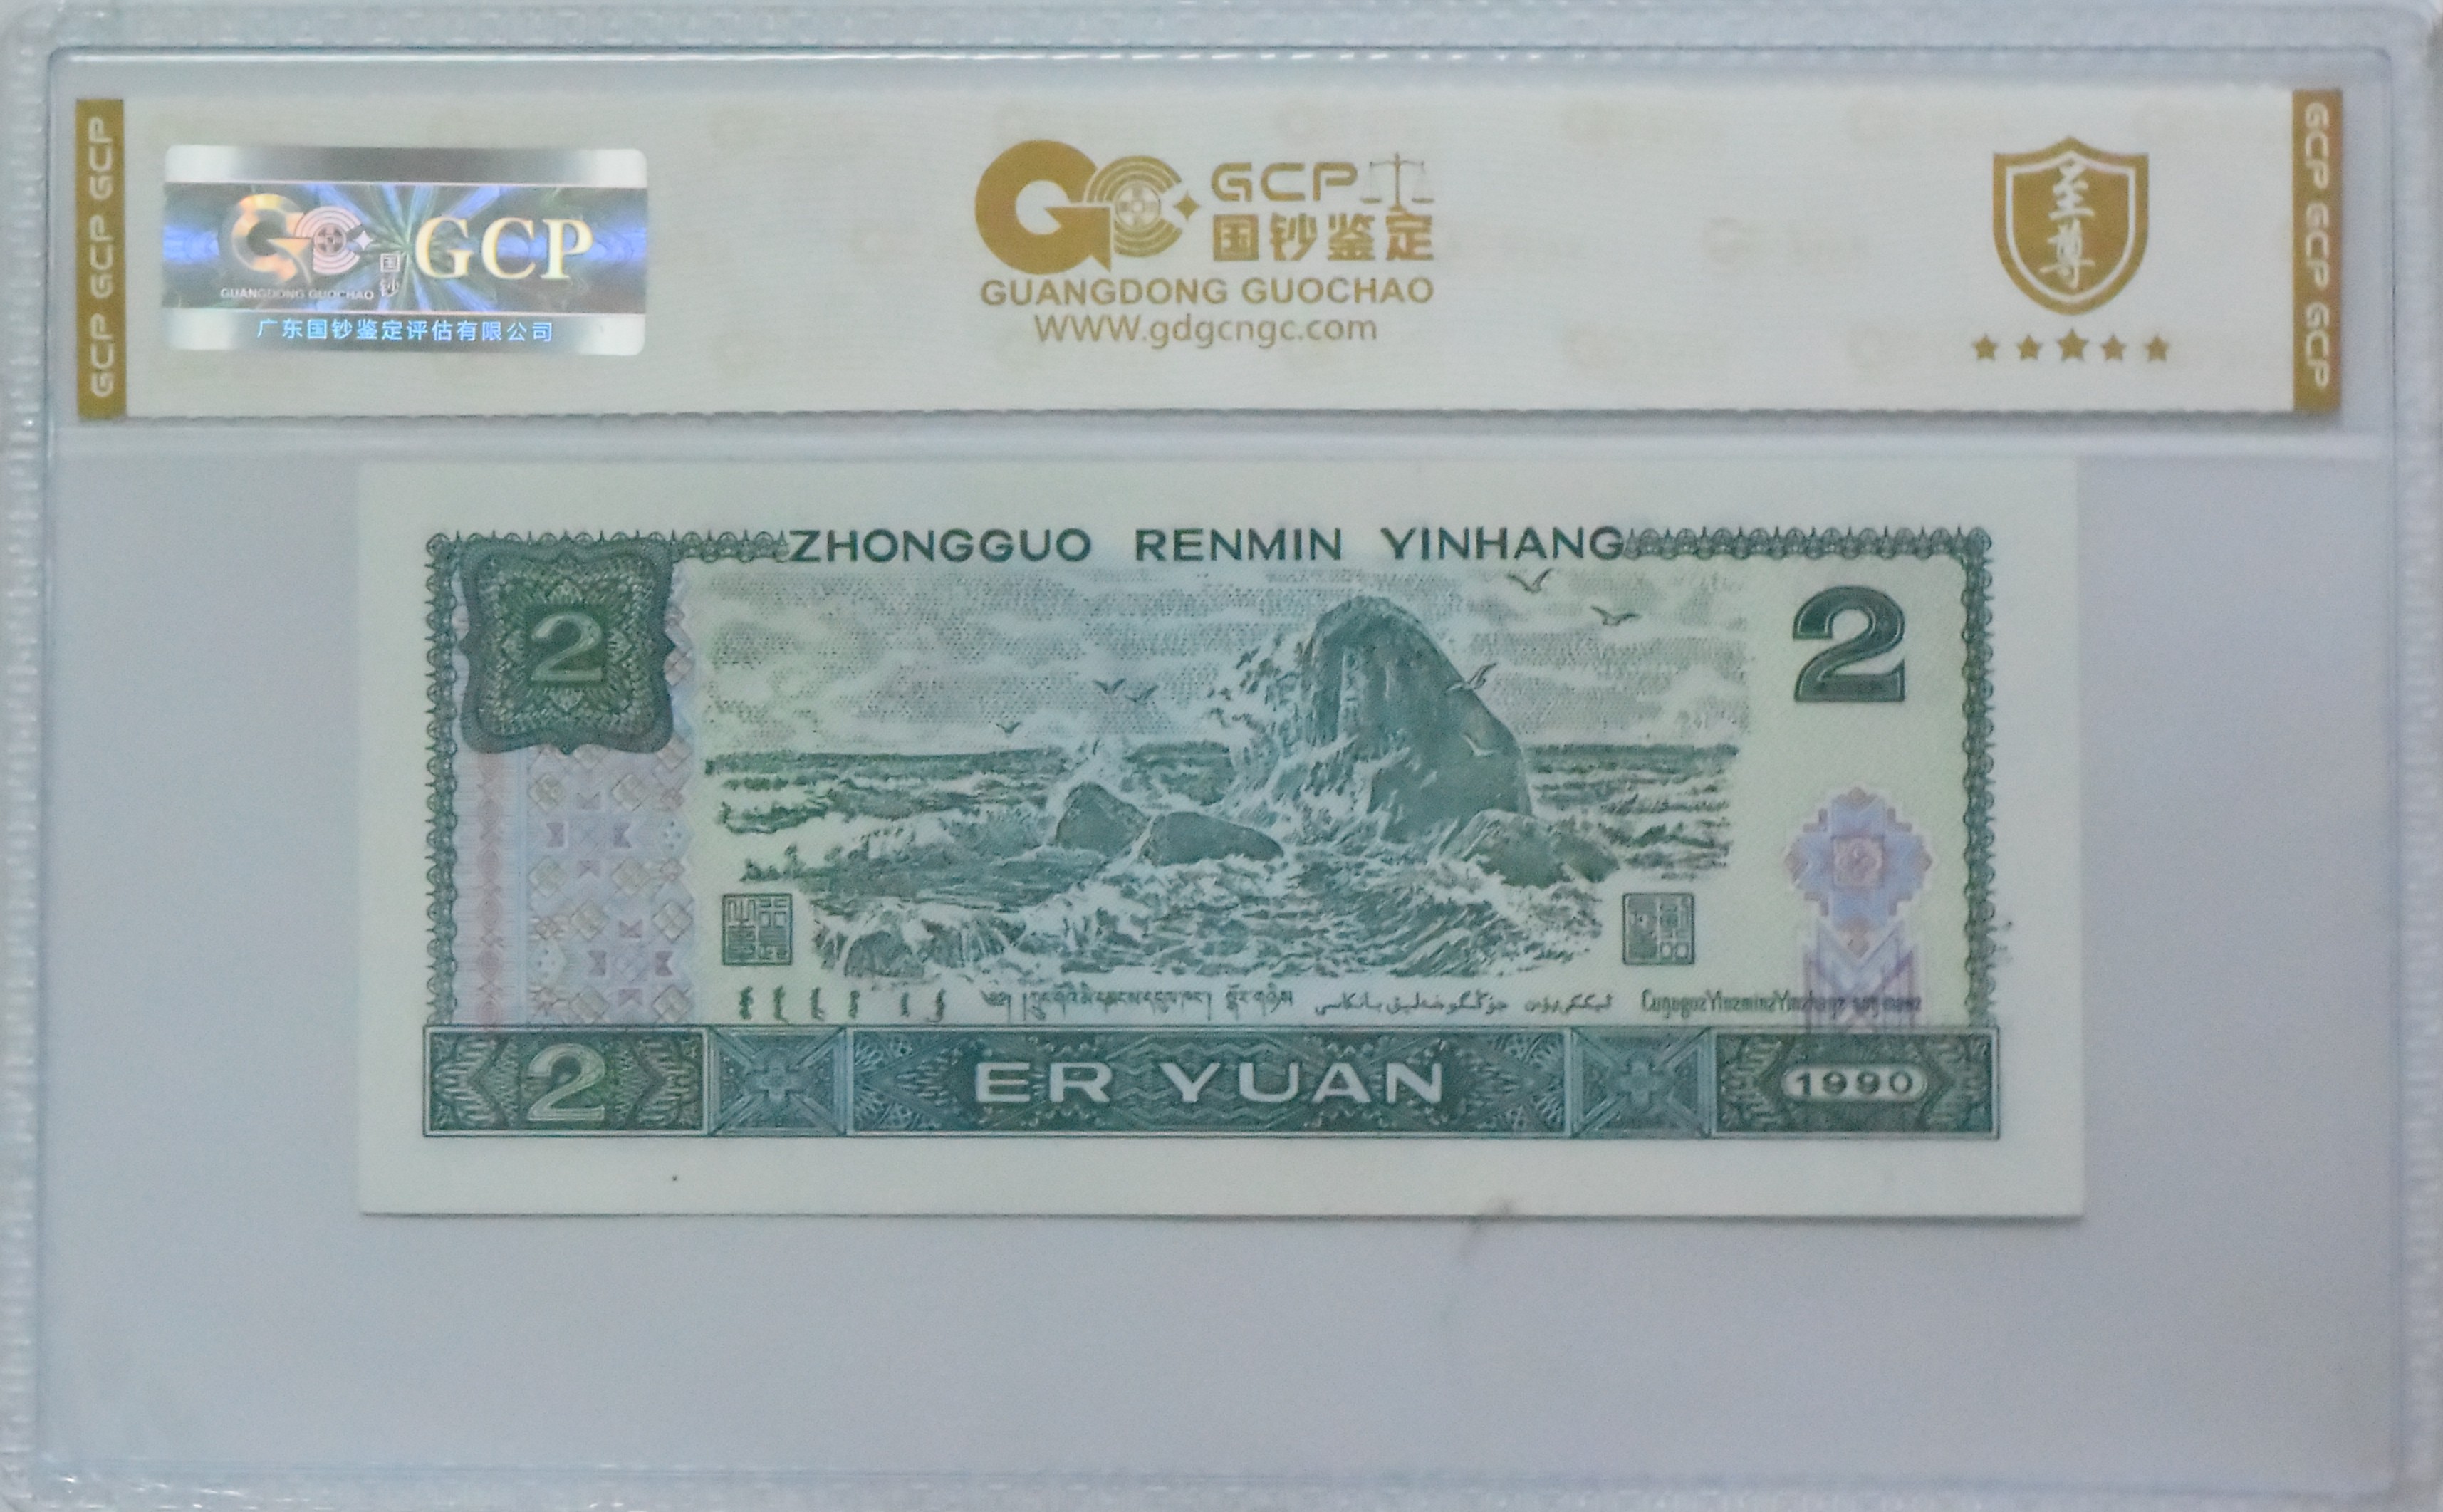 GCP GCP GCP
国钞
GCP
GUANGDONG GUOCHAO
广东国钞鉴定评估有限公司
GCP
国钞鉴定
GUANGDONG GUOCHAO
WWW.gdgcngc.com
至尊
GCP GCP GCP
ZHONGGUO RENMIN YINHANG
2
2
2
ER YUAN
1990